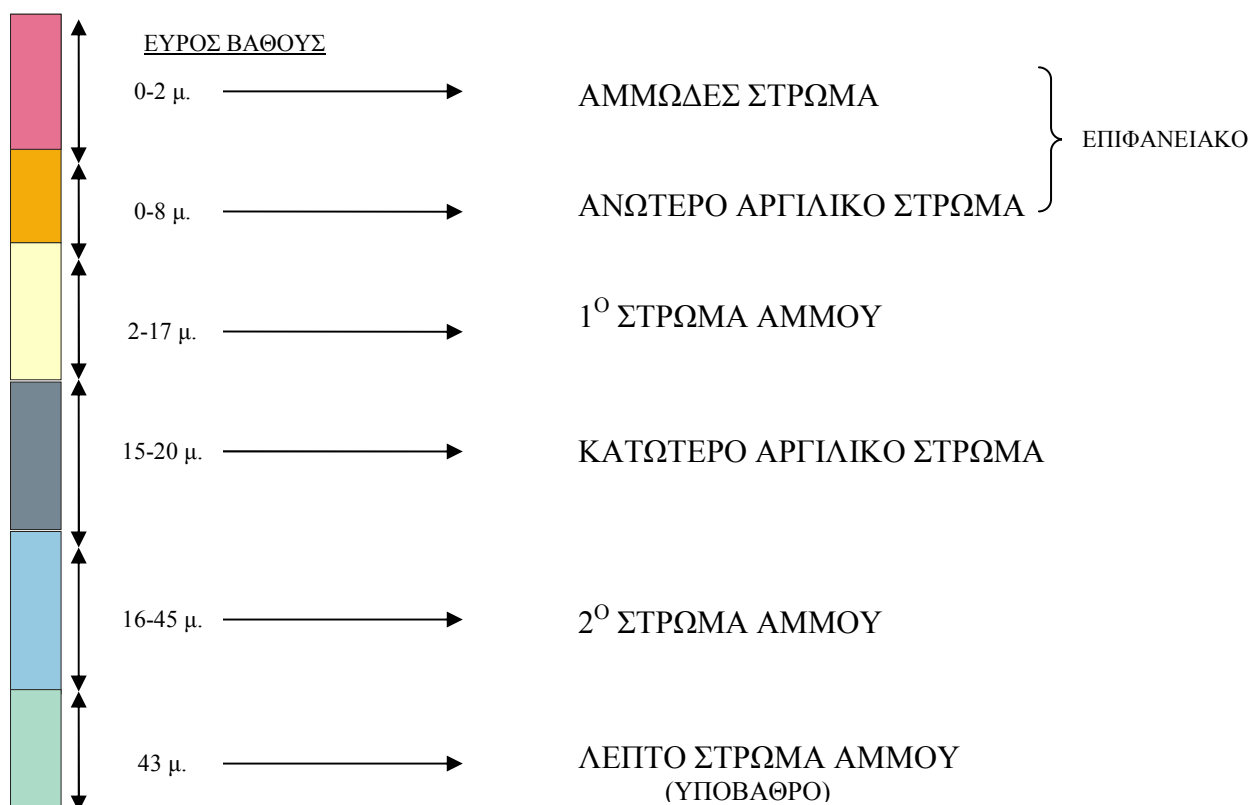 ΕΥΡΟΣ ΒΑΘΟΥΣ
0-2 μ. ΑΜΜΩΔΕΣ ΣΤΡΩΜΑ
ΕΠΙΦΑΝΕΙΑΚΟ
0-8 μ. ΑΝΩΤΕΡΟ ΑΡΓΙΛΙΚΟ ΣΤΡΩΜΑ
2-17 μ. 1Ο ΣΤΡΩΜΑ ΑΜΜΟΥ
15-20 μ. ΚΑΤΩΤΕΡΟ ΑΡΓΙΛΙΚΟ ΣΤΡΩΜΑ
16-45 μ. 2Ο ΣΤΡΩΜΑ ΑΜΜΟΥ
43 μ. ΛΕΠΤΟ ΣΤΡΩΜΑ ΑΜΜΟΥ
(ΥΠΟΒΑΘΡΟ)